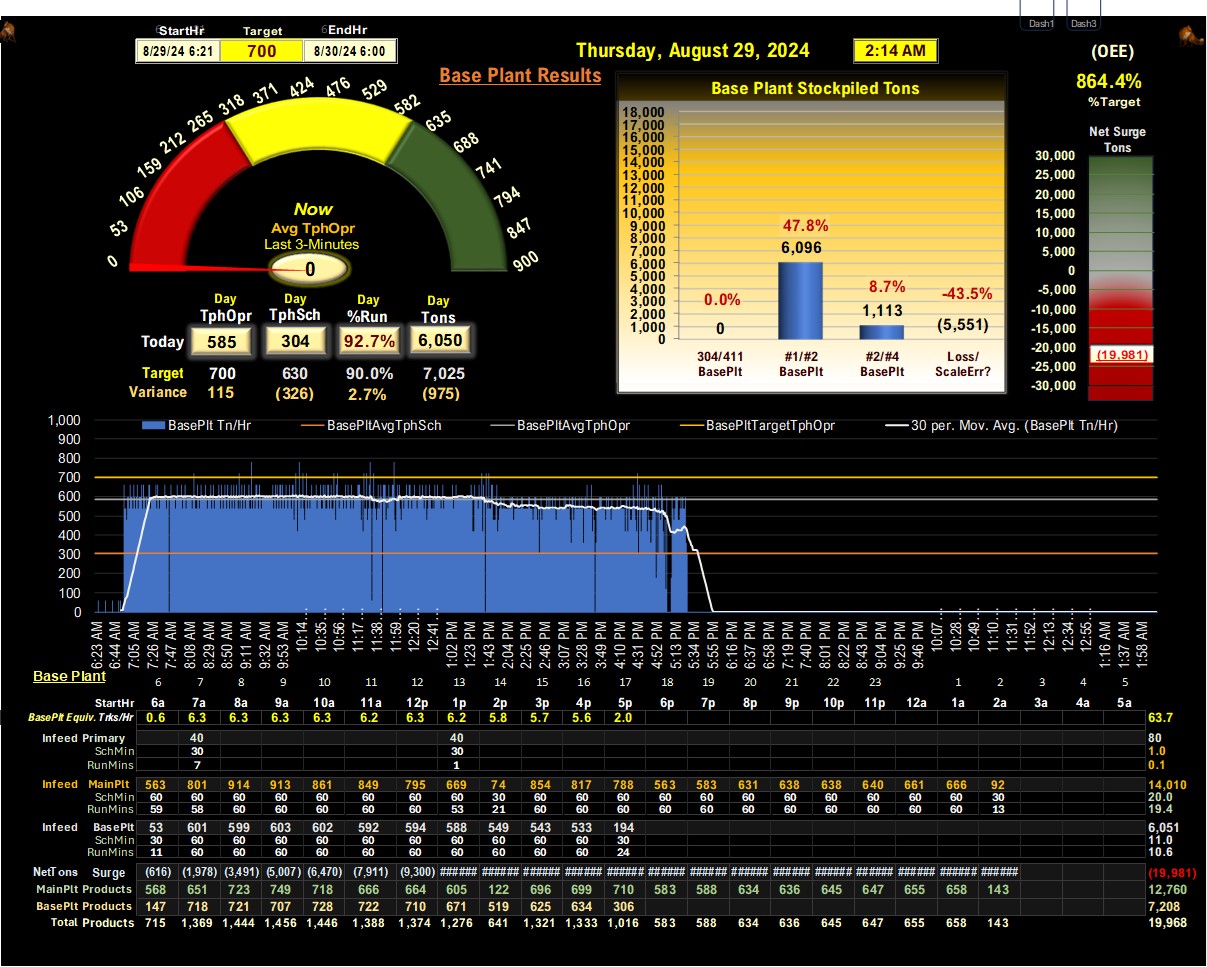 Dash1 Dash3
StartHr Target EndHr
8/29/24 6:21 700 8/30/24 6:00
Thursday, August 29, 2024 2:14 AM
(OEE)
864.4%
%Target
Base Plant Results
Base Plant Stockpiled Tons
Net Surge
Tons
0 53 106 159 212 265 318 371 424 476 529 582 635 688 741 794 847 900
Now
Avg TphOpr
Last 3-Minutes
0
18,000
17,000
16,000
15,000
14,000
13,000
12,000
11,000
10,000
9,000
8,000
7,000
6,000
5,000
4,000
3,000
2,000
1,000
0
0.0% 47.8% 8.7% -43.5%
0 6,096 1,113 (5,551)
304/411 #1/#2 #2/#4 Loss/
BasePlt BasePlt BasePlt ScaleErr?
30,000
25,000
20,000
15,000
10,000
5,000
0
-5,000
-10,000
-15,000
-20,000
-25,000
-30,000
(19,981)
Day Day Day Day
TphOpr TphSch %Run Tons
Today 585 304 92.7% 6,050
Target 700 630 90.0% 7,025
Variance 115 (326) 2.7% (975)
BasePlt Tn/Hr BasePltAvgTphSch BasePltAvgTphOpr BasePltTargetTphOpr 30 per. Mov. Avg. (BasePlt Tn/Hr)
1,000
900
800
700
600
500
400
300
200
100
0
6:23 AM 6:44 AM 7:05 AM 7:26 AM 7:47 AM 8:08 AM 8:29 AM 8:50 AM 9:11 AM 9:32 AM 9:53 AM 10:14… 10:35… 10:56… 11:17… 11:38… 11:59… 12:20… 12:41… 1:02 PM 1:23 PM 1:43 PM 2:04 PM 2:25 PM 2:46 PM 3:07 PM 3:28 PM 3:49 PM 4:10 PM 4:31 PM 4:52 PM 5:13 PM 5:34 PM 5:55 PM 6:16 PM 6:37 PM 6:58 PM 7:19 PM 7:40 PM 8:01 PM 8:22 PM 8:43 PM 9:04 PM 9:25 PM 9:46 PM 10:07… 10:28… 10:49… 11:10… 11:31… 11:52… 12:13… 12:34… 12:55… 1:16 AM 1:37 AM 1:58 AM
Base Plant
6 7 8 9 10 11 12 13 14 15 16 17 18 19 20 21 22 23 1 2 3 4 5
StartHr 6a 7a 8a 9a 10a 11a 12p 1p 2p 3p 4p 5p 6p 7p 8p 9p 10p 11p 12a 1a 2a 3a 4a 5a
BasePlt Equiv. Trks/Hr 0.6 6.3 6.3 6.3 6.3 6.2 6.3 6.2 5.8 5.7 5.6 2.0 63.7
Infeed Primary 40 40 80
SchMin 30 30 1.0
RunMins 7 1 0.1
Infeed MainPlt 563 801 914 913 861 849 795 669 74 854 817 788 563 583 631 638 638 640 661 666 92 14,010
SchMin 60 60 60 60 60 60 60 60 30 60 60 60 60 60 60 60 60 60 60 60 30 20.0
RunMins 59 58 60 60 60 60 60 53 21 60 60 60 60 60 60 60 60 60 60 60 13 19.4
Infeed BasePlt 53 601 599 603 602 592 594 588 549 543 533 194 6,051
SchMin 30 60 60 60 60 60 60 60 60 60 60 30 11.0
RunMins 11 60 60 60 60 60 60 60 60 60 60 24 10.6
NetTons Surge (616) (1,978) (3,491) (5,007) (6,470) (7,911) (9,300) ###### ###### ###### ###### ###### ###### ###### ###### ###### ###### ###### ###### ###### ###### (19,981)
MainPlt Products 568 651 723 749 718 666 664 605 122 696 699 710 583 588 634 636 645 647 655 658 143 12,760
BasePlt Products 147 718 721 707 728 722 710 671 519 625 634 306 7,208
Total Products 715 1,369 1,444 1,456 1,446 1,388 1,374 1,276 641 1,321 1,333 1,016 583 588 634 636 645 647 655 658 143 19,968